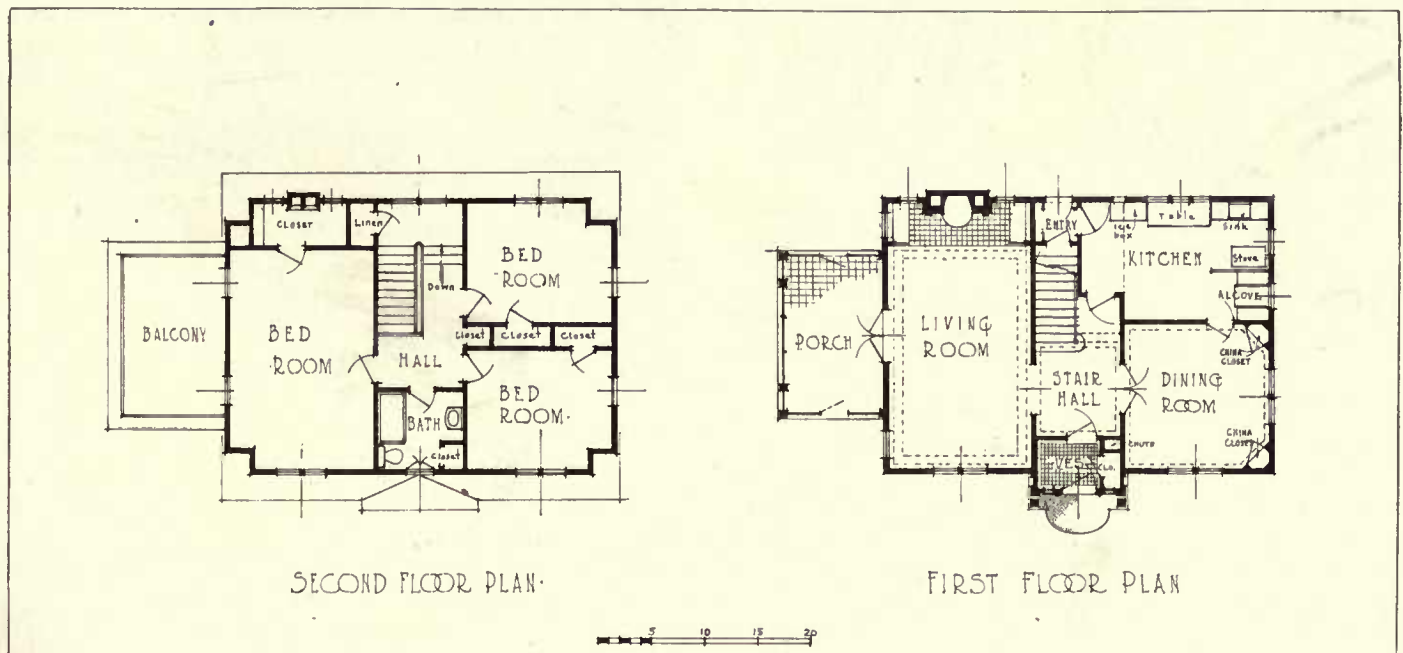 Closet
Linen
BED
ROOM
Down
BALCONY
BED
ROOM
Closet
Closet
Closet
HALL
BED
ROOM.
BATH
Closet
SECOND FLOOR PLAN.
ENTRY
Ice
box
Table
Sink
KITCHEN
Stove
ALCOVE
PORCH
LIVING
ROOM
CHINA
CLOSET
STAIR
HALL
DINING
ROOM
CHINA
CLOSET
CHUTE
VEST
CLO.
FIRST FLOOR PLAN
5 10 15 20